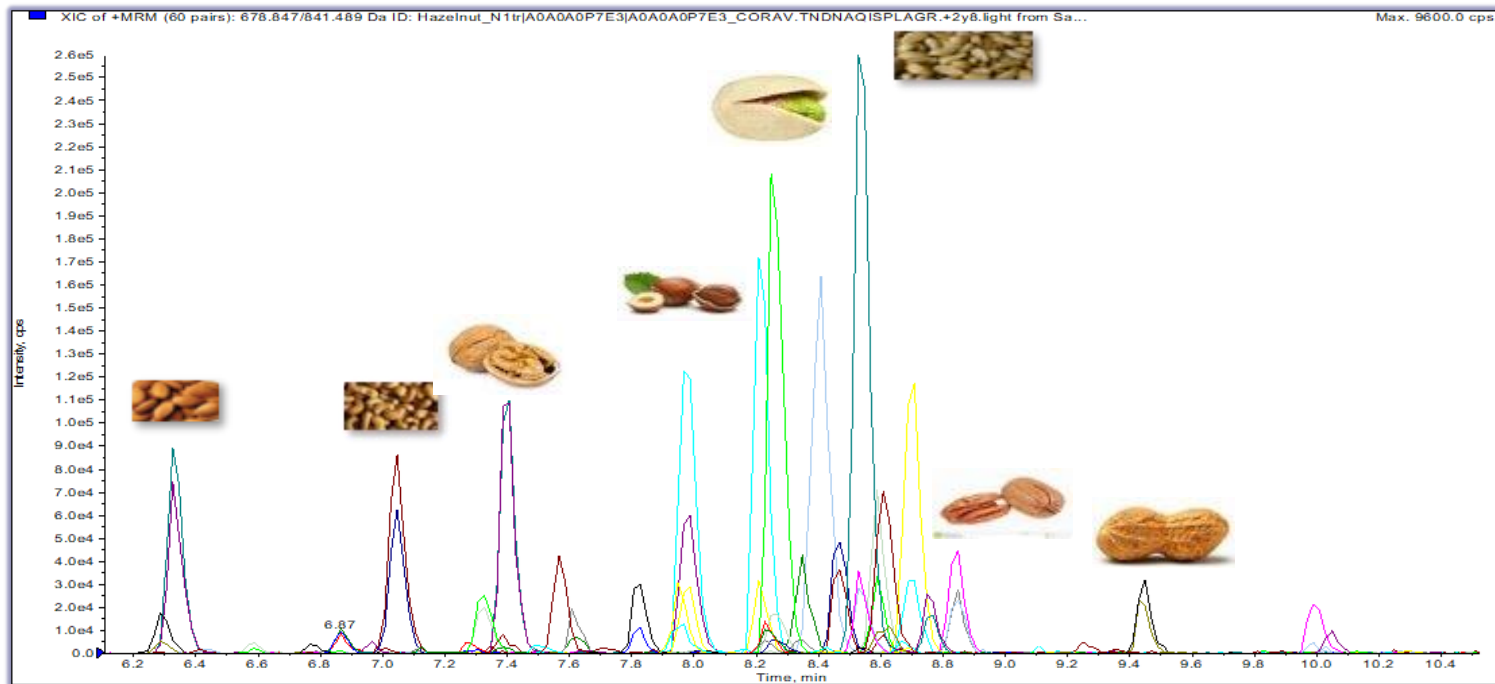 XIC of +MRM (60 pairs): 678.847/841.489 Da ID: Hazelnut_N1tr|A0A0A0P7E3|A0A0A0P7E3_CORAV.TNDNAQISPLAGR.+2y8.light from Sa...
Max. 9600.0 cps
2.6e5
2.5e5
2.4e5
2.3e5
2.2e5
2.1e5
2.0e5
1.9e5
1.8e5
1.7e5
1.6e5
1.5e5
1.4e5
1.3e5
1.2e5
1.1e5
1.0e5
9.0e4
8.0e4
7.0e4
6.0e4
5.0e4
4.0e4
3.0e4
2.0e4
1.0e4
0.0
Intensity, cps
6.87
6.2 6.4 6.6 6.8 7.0 7.2 7.4 7.6 7.8 8.0 8.2 8.4 8.6 8.8 9.0 9.2 9.4 9.6 9.8 10.0 10.2 10.4
Time, min